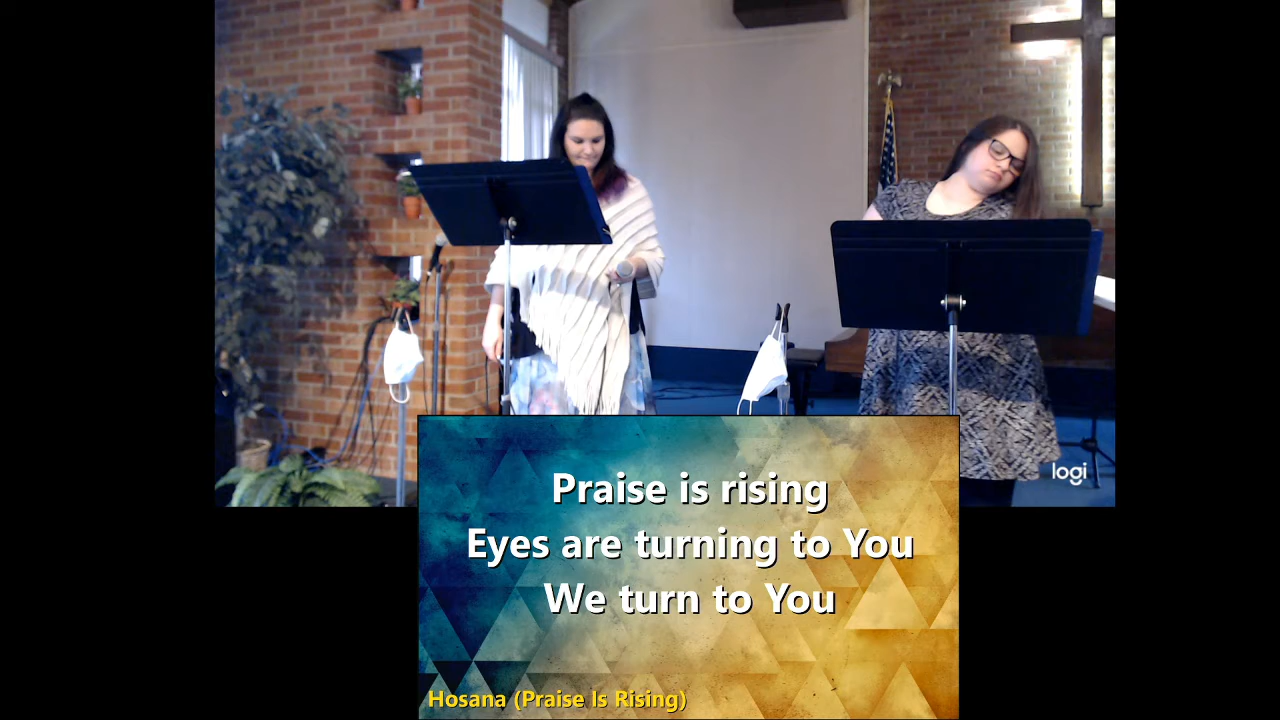 logi
Praise is rising
Eyes are turning to You
We turn to You
Hosana (Praise Is Rising)